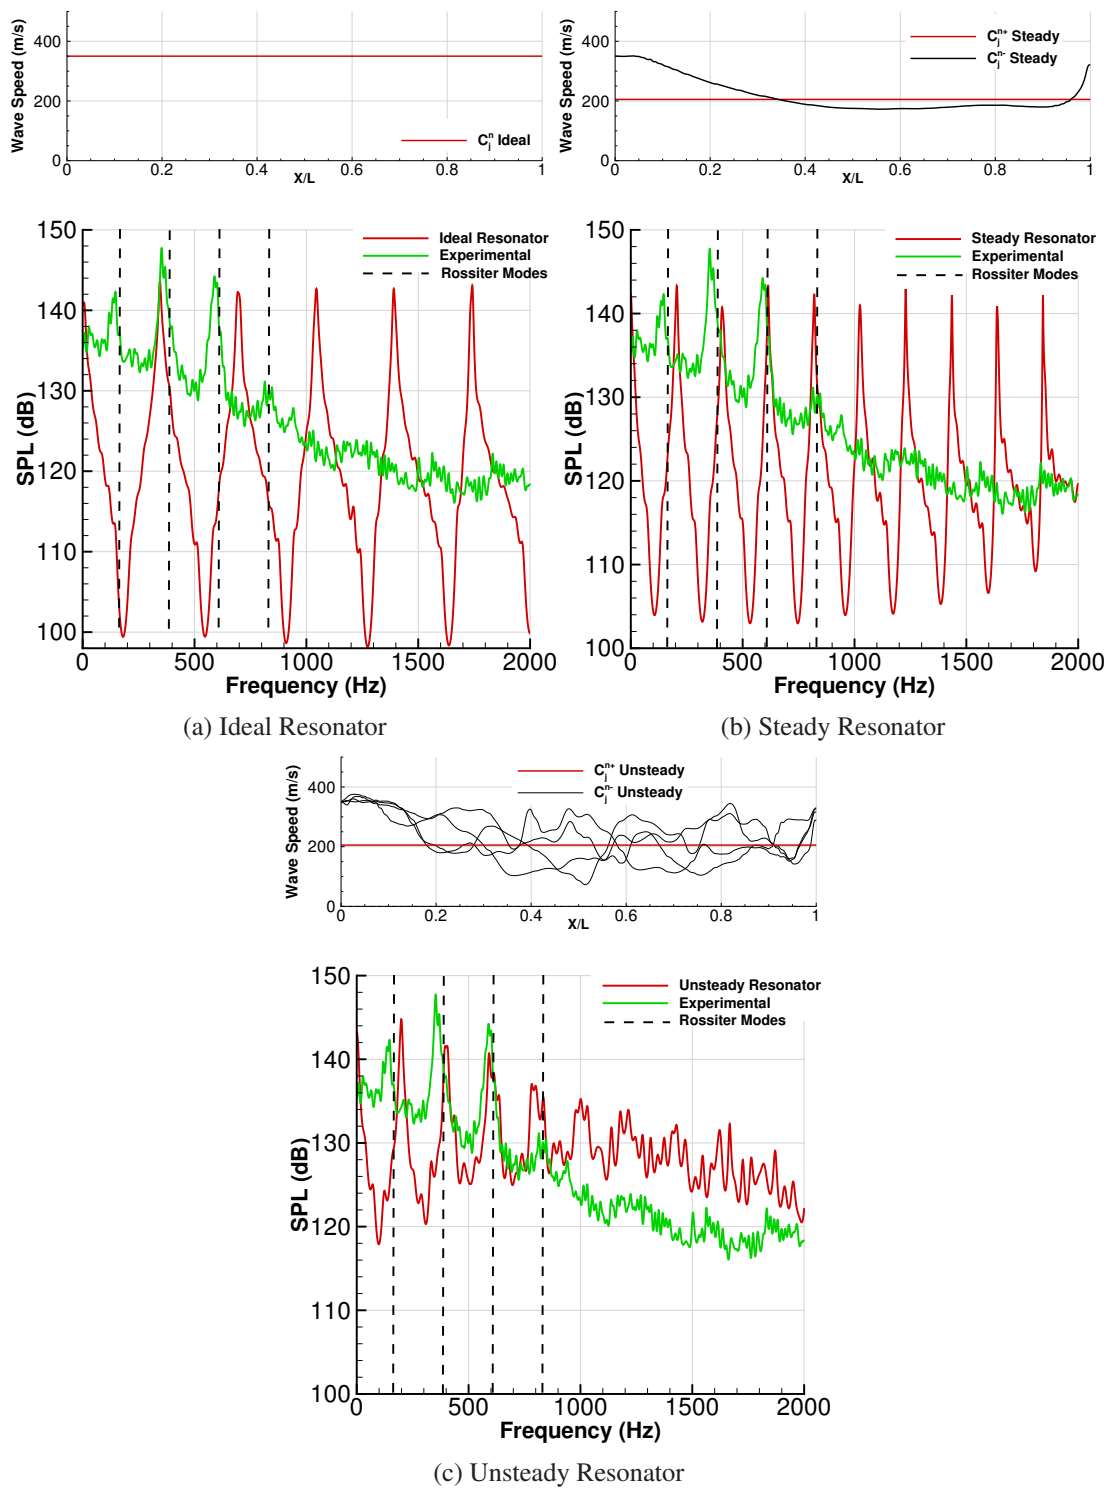 Wave Speed (m/s)
400
200
0
0 0.2 0.4 0.6 0.8 1
X/L
C_j^n Ideal
Wave Speed (m/s)
400
200
0
0 0.2 0.4 0.6 0.8 1
X/L
C_j^n+ Steady
C_j^n- Steady
SPL (dB)
150
140
130
120
110
100
0 500 1000 1500 2000
Frequency (Hz)
Ideal Resonator
Experimental
Rossiter Modes
(a) Ideal Resonator
SPL (dB)
150
140
130
120
110
100
0 500 1000 1500 2000
Frequency (Hz)
Steady Resonator
Experimental
Rossiter Modes
(b) Steady Resonator
Wave Speed (m/s)
400
200
0
0 0.2 0.4 0.6 0.8 1
X/L
C_j^n+ Unsteady
C_j^n- Unsteady
SPL (dB)
150
140
130
120
110
100
0 500 1000 1500 2000
Frequency (Hz)
Unsteady Resonator
Experimental
Rossiter Modes
(c) Unsteady Resonator